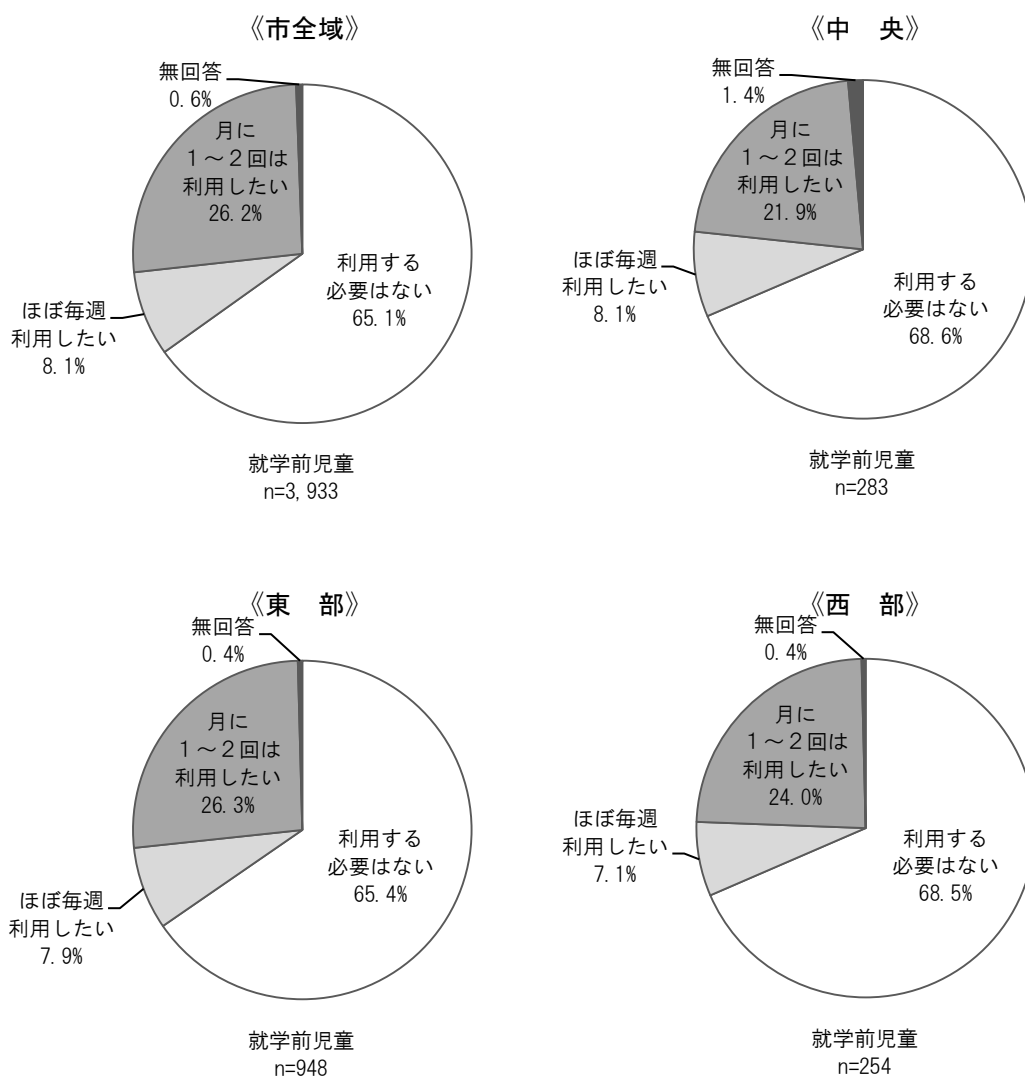 《市全域》
無回答
0.6%
月に
1～2回は
利用したい
26.2%
利用する
必要はない
65.1%
ほぼ毎週
利用したい
8.1%
就学前児童
n=3,933
《中　央》
無回答
1.4%
月に
1～2回は
利用したい
21.9%
ほぼ毎週
利用したい
8.1%
利用する
必要はない
68.6%
就学前児童
n=283
《東　部》
無回答
0.4%
月に
1～2回は
利用したい
26.3%
利用する
必要はない
65.4%
ほぼ毎週
利用したい
7.9%
就学前児童
n=948
《西　部》
無回答
0.4%
月に
1～2回は
利用したい
24.0%
ほぼ毎週
利用したい
7.1%
利用する
必要はない
68.5%
就学前児童
n=254